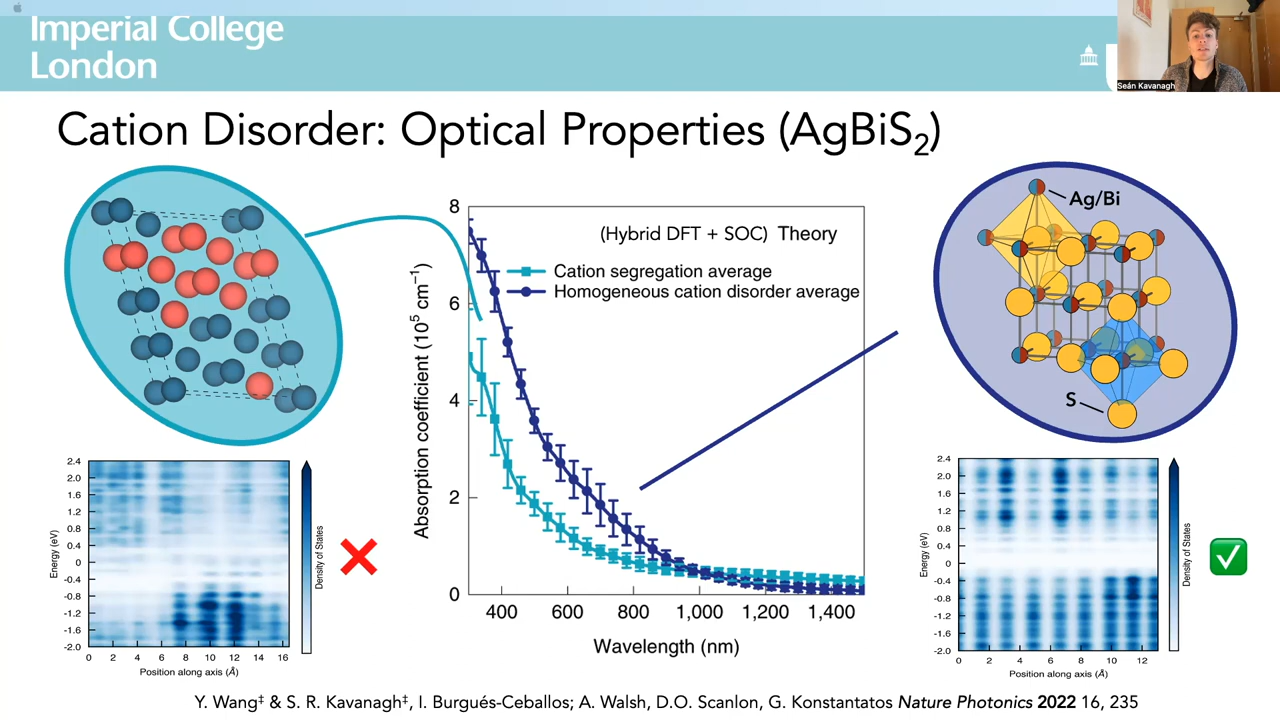 Imperial College
London
Seán Kavanagh
Cation Disorder: Optical Properties (AgBiS2)
8
6
4
2
0
Absorption coefficient (10⁵ cm⁻¹)
(Hybrid DFT + SOC) Theory
Cation segregation average
Homogeneous cation disorder average
400 600 800 1,000 1,200 1,400
Wavelength (nm)
Ag/Bi
S
2.4
2.0
1.6
1.2
0.8
0.4
0
-0.4
-0.8
-1.2
-1.6
-2.0
Energy (eV)
0 2 4 6 8 10 12 14 16
Position along axis (Å)
Density of States
2.4
2.0
1.6
1.2
0.8
0.4
0
-0.4
-0.8
-1.2
-1.6
-2.0
Energy (eV)
0 2 4 6 8 10 12
Position along axis (Å)
Density of States
Y. Wang‡ & S. R. Kavanagh‡, I. Burgués-Ceballos; A. Walsh, D.O. Scanlon, G. Konstantatos Nature Photonics 2022 16, 235